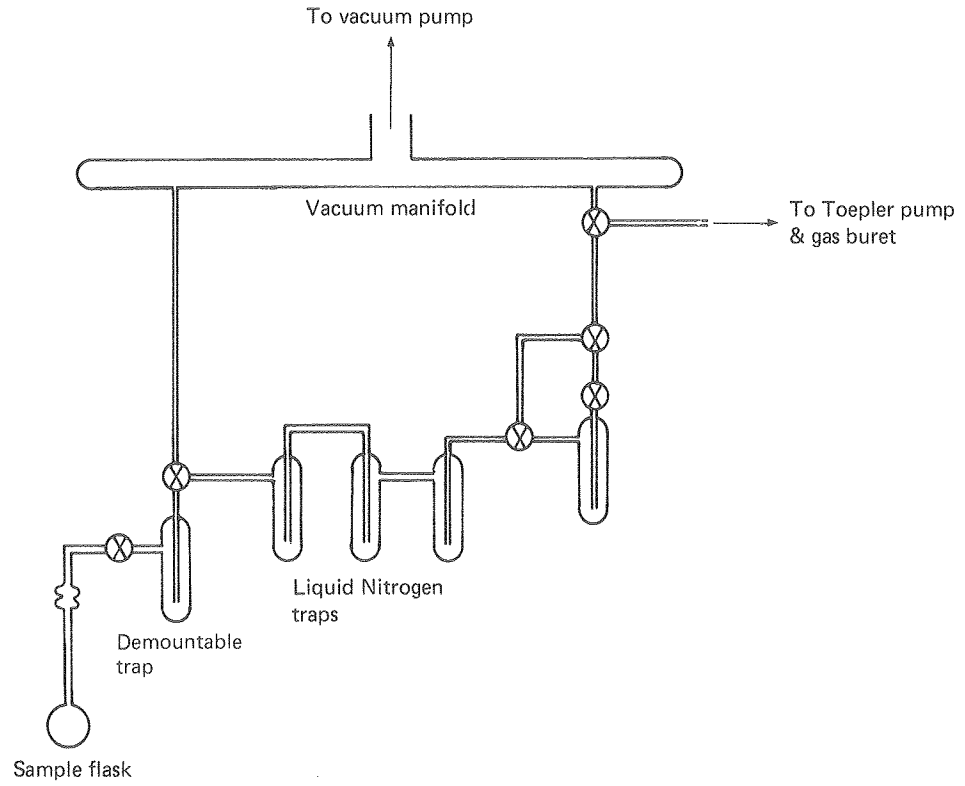 To vacuum pump
Vacuum manifold
To Toepler pump
& gas buret
Liquid Nitrogen
traps
Demountable
trap
Sample flask